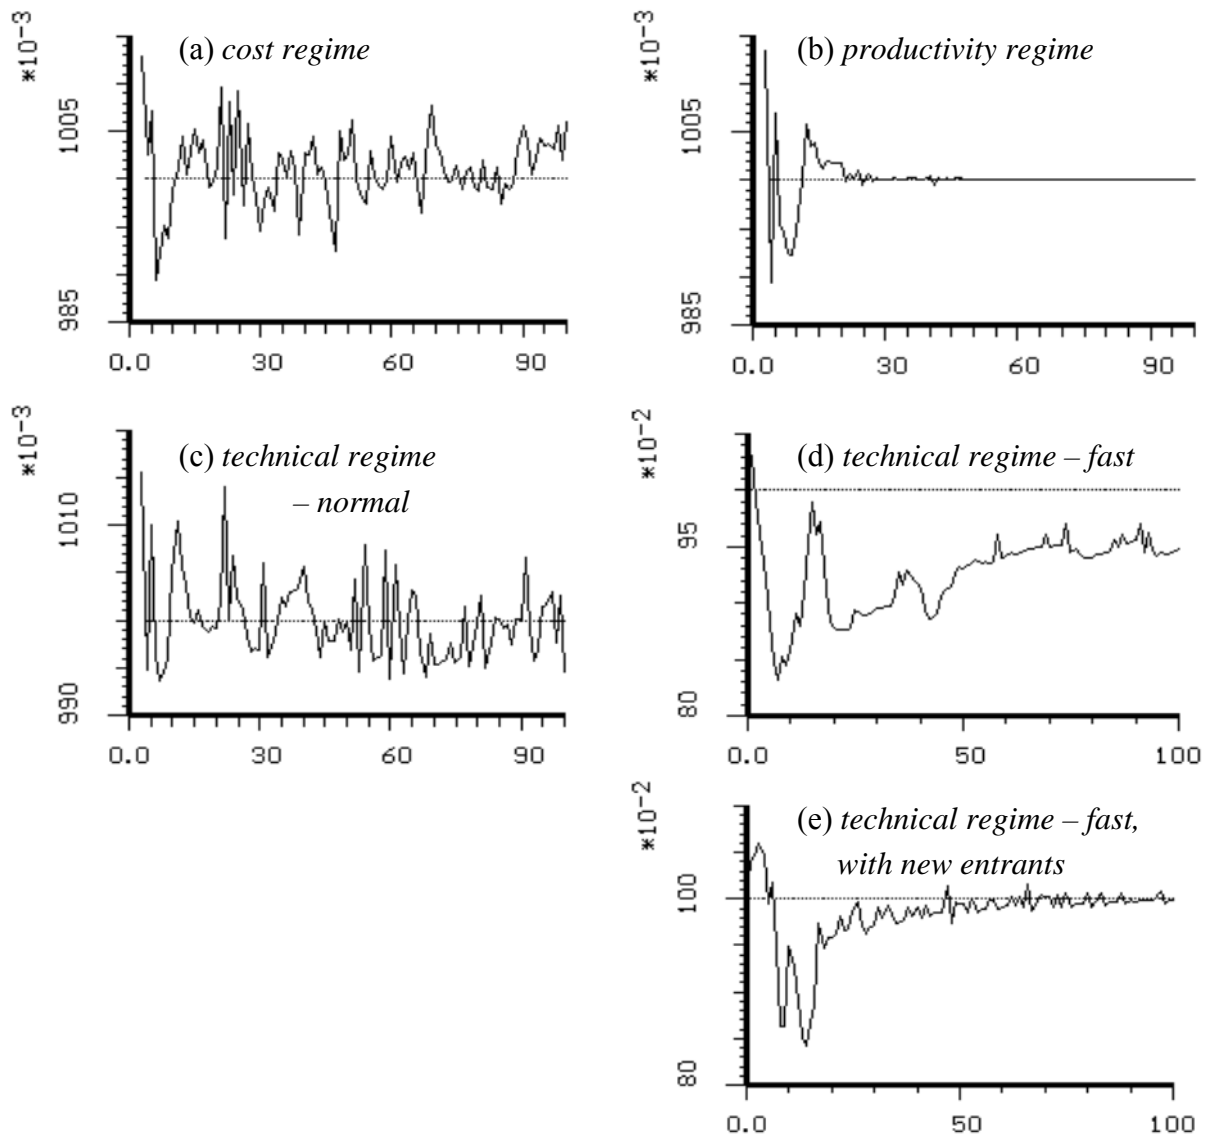 *10⁻³
(a) cost regime
1005
985
0.0 30 60 90
*10⁻³
(b) productivity regime
1005
985
0.0 30 60 90
*10⁻³
(c) technical regime
– normal
1010
990
0.0 30 60 90
*10⁻²
(d) technical regime – fast
95
80
0.0 50 100
*10⁻²
(e) technical regime – fast,
with new entrants
100
80
0.0 50 100